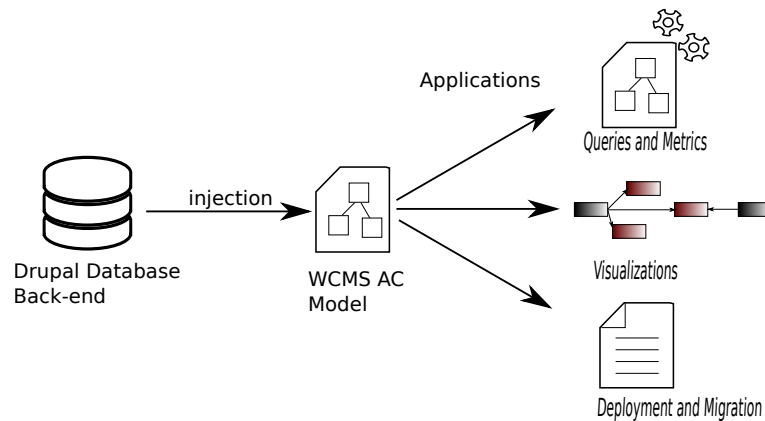 Applications
Queries and Metrics
injection
Drupal Database
Back-end
WCMS AC
Model
Visualizations
Deployment and Migration